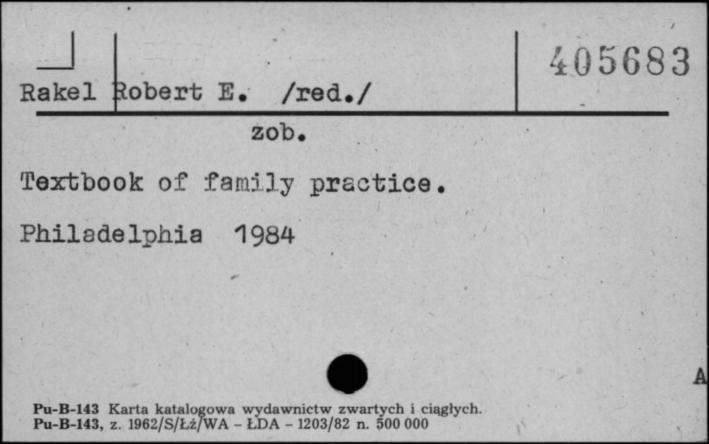 405683
Rakel Robert E. /red./
zob.
Textbook of family practice.
Philadelphia 1984
A
Pu-B-143 Karta katalogowa wydawnictw zwartych i ciągłych.
Pu-B-143, z. 1962/S/Łż/WA – ŁDA – 1203/82 n. 500 000